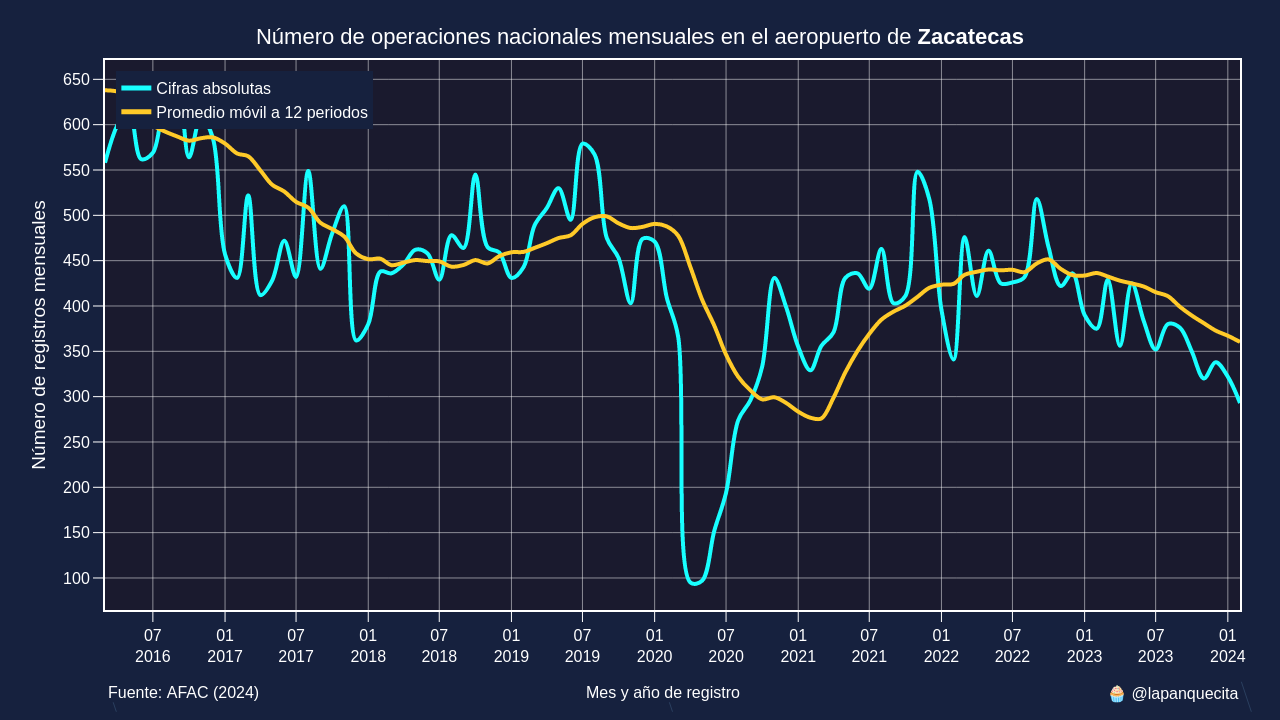 Número de operaciones nacionales mensuales en el aeropuerto de Zacatecas
Cifras absolutas
Promedio móvil a 12 periodos
Número de registros mensuales
650
600
550
500
450
400
350
300
250
200
150
100
07 01 07 01 07 01 07 01 07 01 07 01 07 01 07 01
2016 2017 2017 2018 2018 2019 2019 2020 2020 2021 2021 2022 2022 2023 2023 2024
Fuente: AFAC (2024)
Mes y año de registro
🧁 @lapanquecita